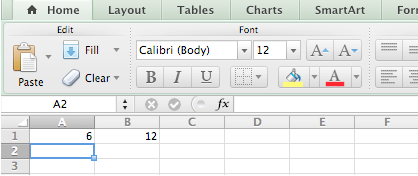 Home Layout Tables Charts SmartArt For
Edit Font
Fill Calibri (Body) 12 A A
Paste Clear B I U A
A2 fx
A B C D E F
1 6 12
2
3